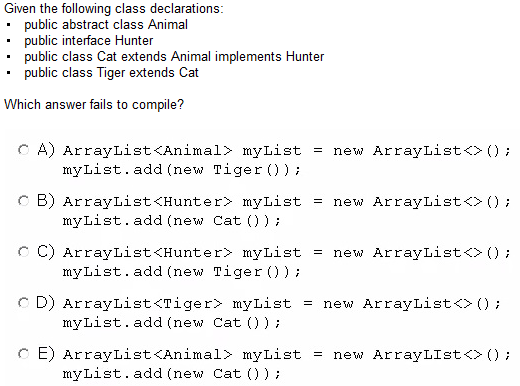 Given the following class declarations:
• public abstract class Animal
• public interface Hunter
• public class Cat extends Animal implements Hunter
• public class Tiger extends Cat
Which answer fails to compile?
A) ArrayList<Animal> myList = new ArrayList<>();
myList.add(new Tiger());
B) ArrayList<Hunter> myList = new ArrayList<>();
myList.add(new Cat());
C) ArrayList<Hunter> myList = new ArrayList<>();
myList.add(new Tiger());
D) ArrayList<Tiger> myList = new ArrayList<>();
myList.add(new Cat());
E) ArrayList<Animal> myList = new ArrayLIst<>();
myList.add(new Cat());